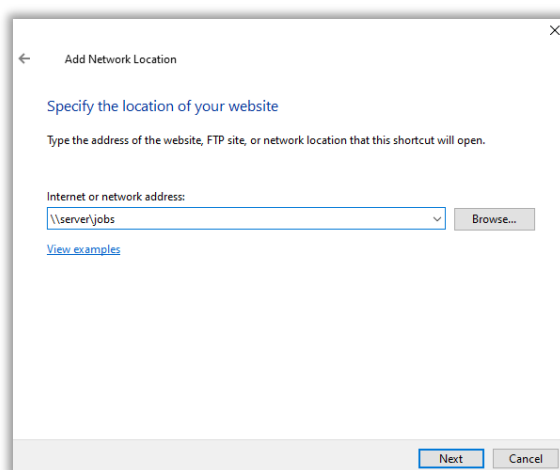 Add Network Location
Specify the location of your website
Type the address of the website, FTP site, or network location that this shortcut will open.
Internet or network address:
\\server\jobs
Browse...
View examples
Next
Cancel